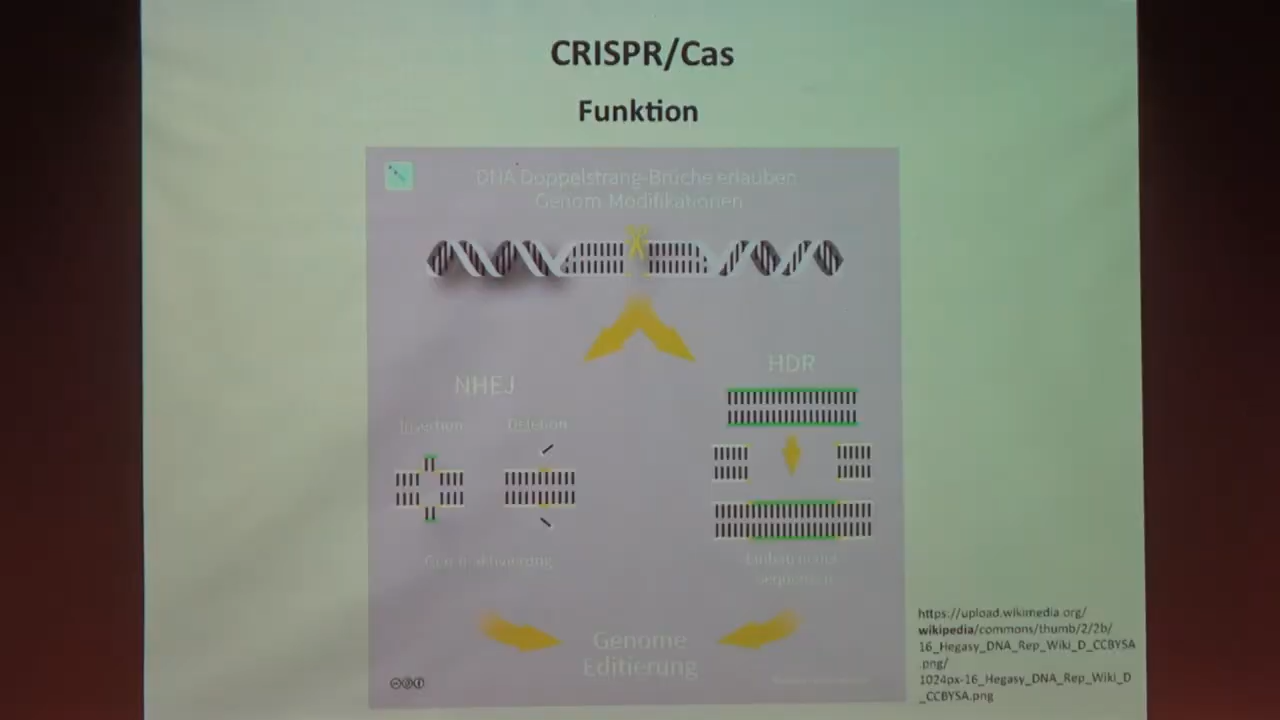 CRISPR/Cas
Funktion
DNA Doppelstrang-Brüche erlauben
Genom Modifikationen
NHEJ
HDR
Insertion
Deletion
Sequenzen
Genome
Editierung
https://upload.wikimedia.org/
wikipedia/commons/thumb/2/2b/
16_Hegasy_DNA_Rep_Wiki_D_CCBYSA
.png/
1024px-16_Hegasy_DNA_Rep_Wiki_D
_CCBYSA.png